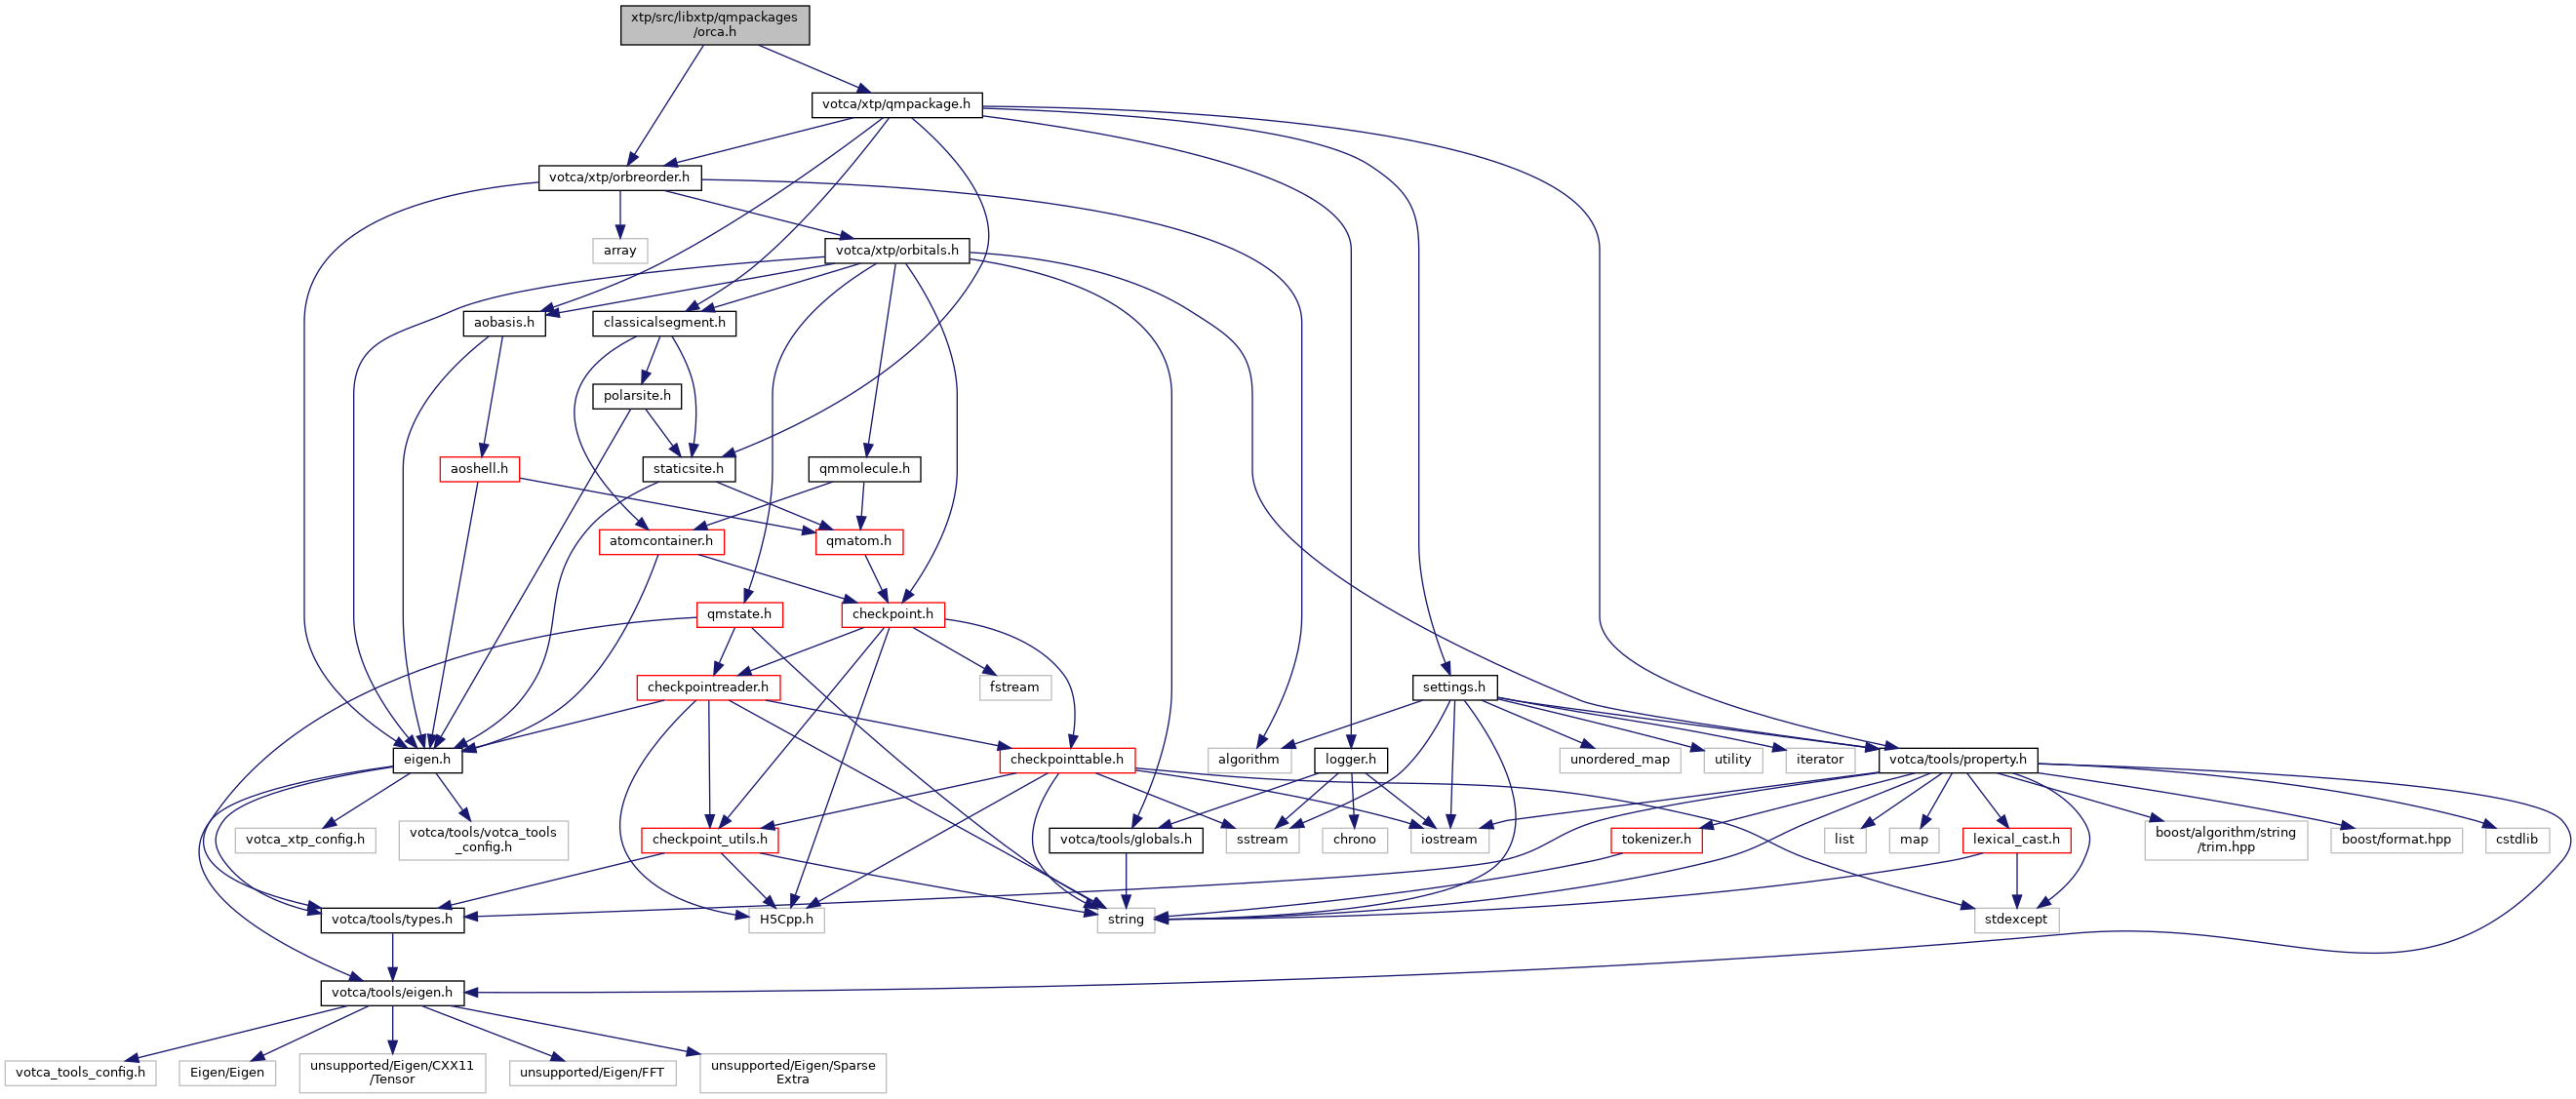 xtp/src/libxtp/qmpackages
/orca.h
votca/xtp/qmpackage.h
votca/xtp/orbreorder.h
array
votca/xtp/orbitals.h
aobasis.h
classicalsegment.h
polarsite.h
aoshell.h
staticsite.h
qmmolecule.h
atomcontainer.h
qmatom.h
qmstate.h
checkpoint.h
checkpointreader.h
fstream
settings.h
eigen.h
checkpointtable.h
algorithm
logger.h
unordered_map
utility
iterator
votca/tools/property.h
votca_xtp_config.h
votca/tools/votca_tools
_config.h
checkpoint_utils.h
votca/tools/globals.h
sstream
chrono
iostream
tokenizer.h
list
map
lexical_cast.h
boost/algorithm/string
/trim.hpp
boost/format.hpp
cstdlib
votca/tools/types.h
H5Cpp.h
string
stdexcept
votca/tools/eigen.h
votca_tools_config.h
Eigen/Eigen
unsupported/Eigen/CXX11
/Tensor
unsupported/Eigen/FFT
unsupported/Eigen/Sparse
Extra